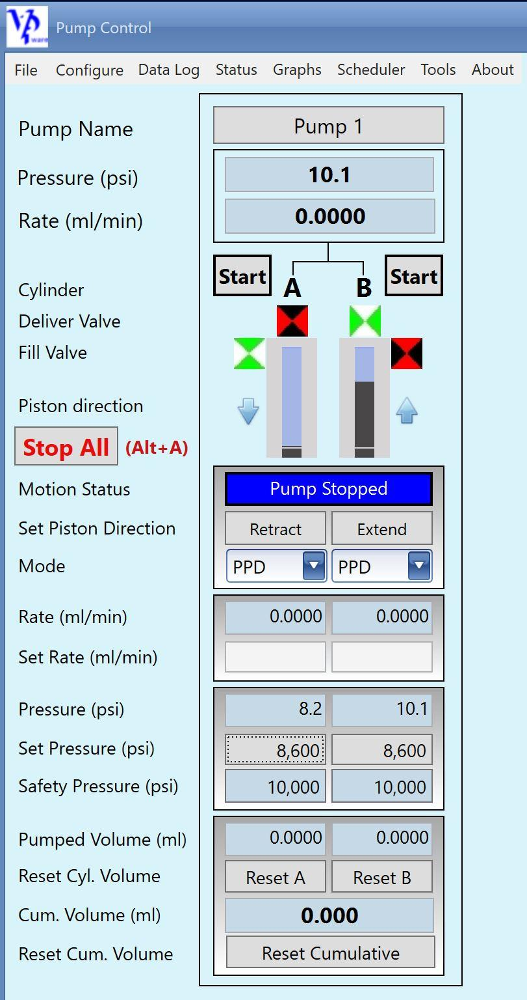 VP
ware
Pump Control
File Configure Data Log Status Graphs Scheduler Tools About
Pump Name Pump 1
Pressure (psi) 10.1
Rate (ml/min) 0.0000
Start A B Start
Cylinder
Deliver Valve
Fill Valve
Piston direction
Stop All (Alt+A)
Motion Status Pump Stopped
Set Piston Direction Retract Extend
Mode PPD PPD
Rate (ml/min) 0.0000 0.0000
Set Rate (ml/min)
Pressure (psi) 8.2 10.1
Set Pressure (psi) 8,600 8,600
Safety Pressure (psi) 10,000 10,000
Pumped Volume (ml) 0.0000 0.0000
Reset Cyl. Volume Reset A Reset B
Cum. Volume (ml) 0.000
Reset Cum. Volume Reset Cumulative